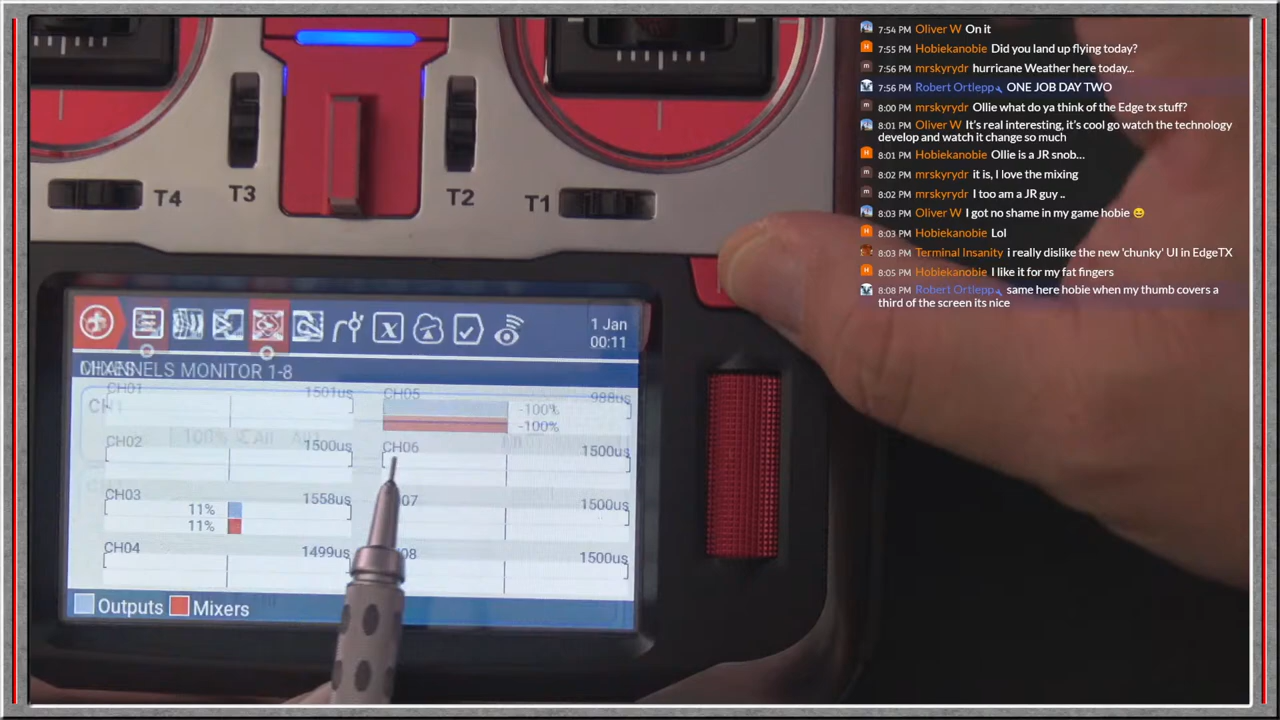 T4
T3
T2
T1
1 Jan
00:11
CHANNELS MONITOR 1-8
CH01
1501us
CH05
988us
-100%
-100%
CH02
1500us
CH06
1500us
CH03
1558us
11%
11%
07
1500us
CH04
1499us
08
1500us
Outputs
Mixers
7:54 PM Oliver W On it
7:55 PM Hobiekanobie Did you land up flying today?
7:56 PM mrskyrydr hurricane Weather here today...
7:56 PM Robert Ortlepp ONE JOB DAY TWO
8:00 PM mrskyrydr Ollie what do ya think of the Edge tx stuff?
8:01 PM Oliver W It's real interesting, it's cool go watch the technology
develop and watch it change so much
8:01 PM Hobiekanobie Ollie is a JR snob...
8:02 PM mrskyrydr it is, I love the mixing
8:02 PM mrskyrydr I too am a JR guy ..
8:03 PM Oliver W I got no shame in my game hobie 😆
8:03 PM Hobiekanobie Lol
8:03 PM Terminal Insanity i really dislike the new 'chunky' UI in EdgeTX
8:05 PM Hobiekanobie I like it for my fat fingers
8:08 PM Robert Ortlepp same here hobie when my thumb covers a
third of the screen its nice